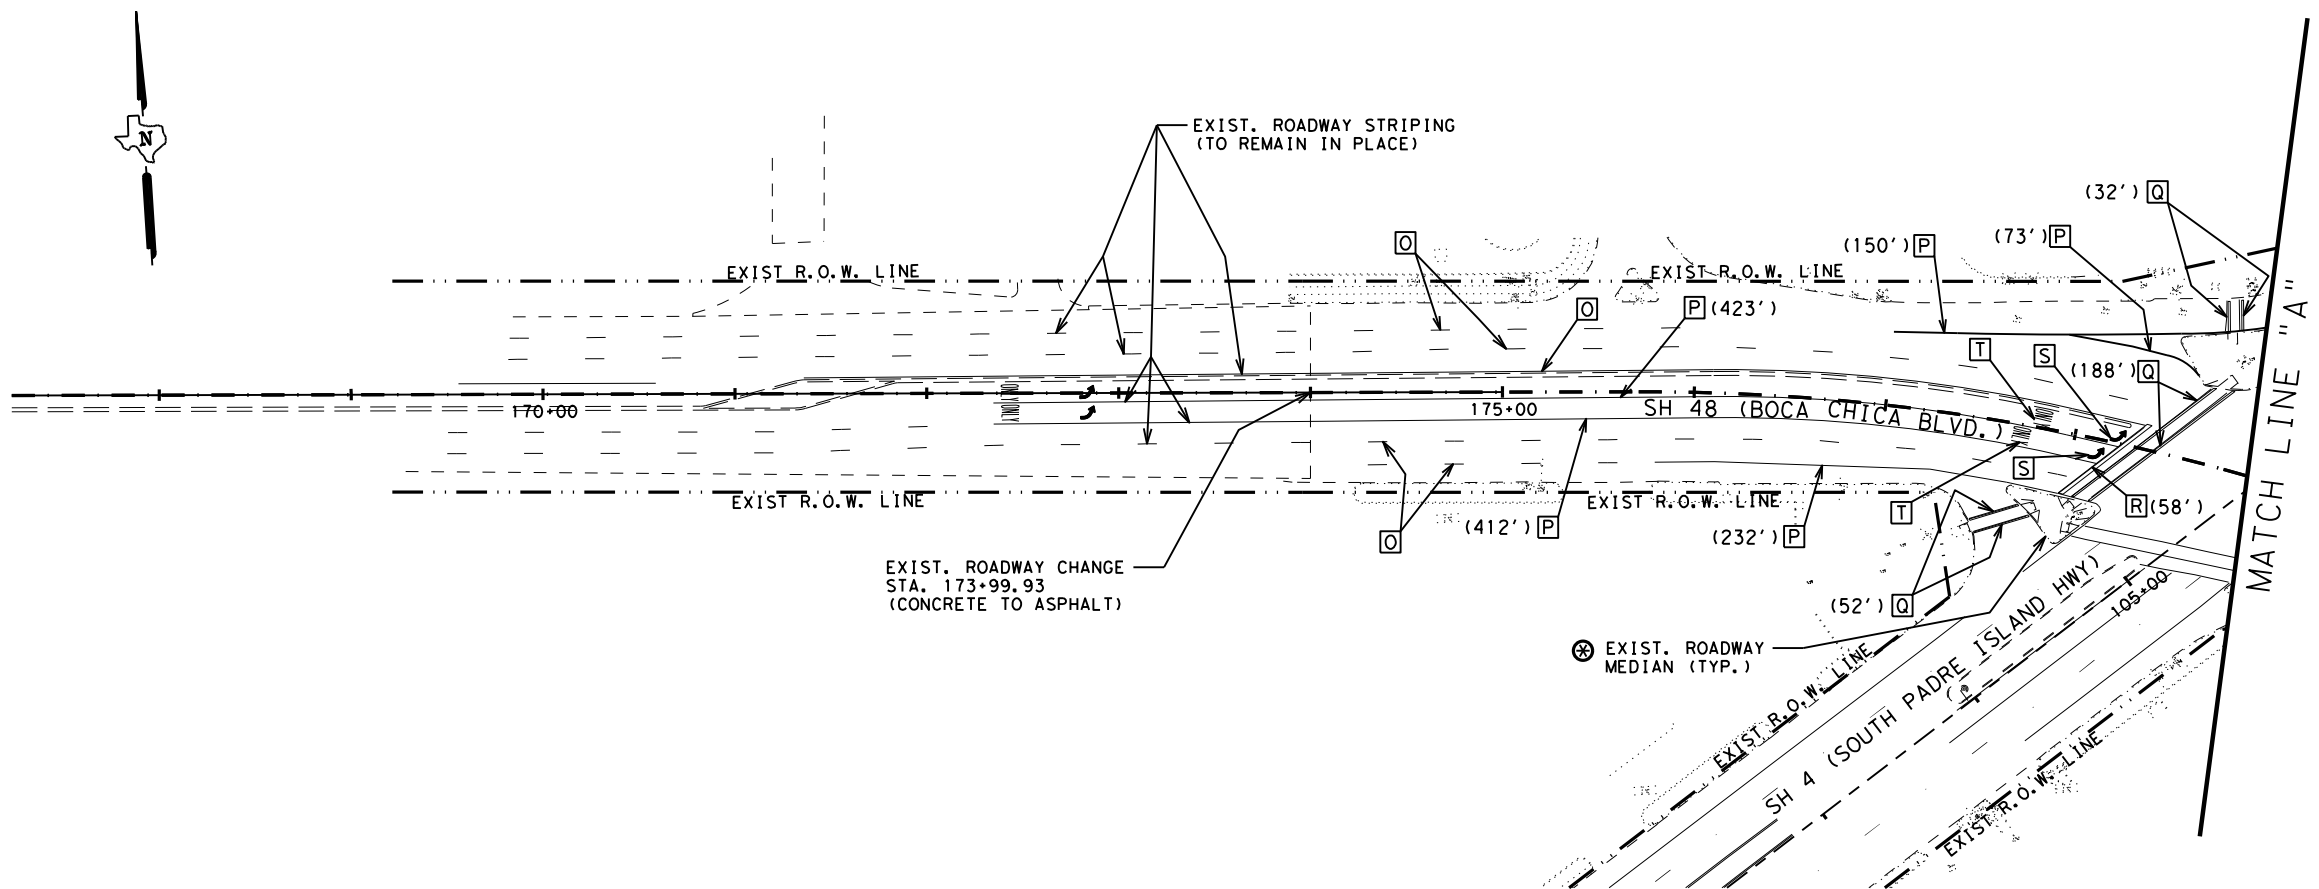 N
EXIST. ROADWAY STRIPING
(TO REMAIN IN PLACE)
(32') Q
(150') P
(73') P
O
EXIST R.O.W. LINE
EXIST R.O.W. LINE
O
P (423')
T
S
(188') Q
MATCH LINE "A"
170+00
175+00
SH 48 (BOCA CHICA BLVD.)
S
EXIST R.O.W. LINE
EXIST R.O.W. LINE
T
R (58')
O
(412') P
(232') P
EXIST. ROADWAY CHANGE
STA. 173+99.93
(CONCRETE TO ASPHALT)
(52') Q
105+00
EXIST. ROADWAY
MEDIAN (TYP.)
EXIST R.O.W. LINE
SH 4 (SOUTH PADRE ISLAND HWY)
EXIST R.O.W. LINE